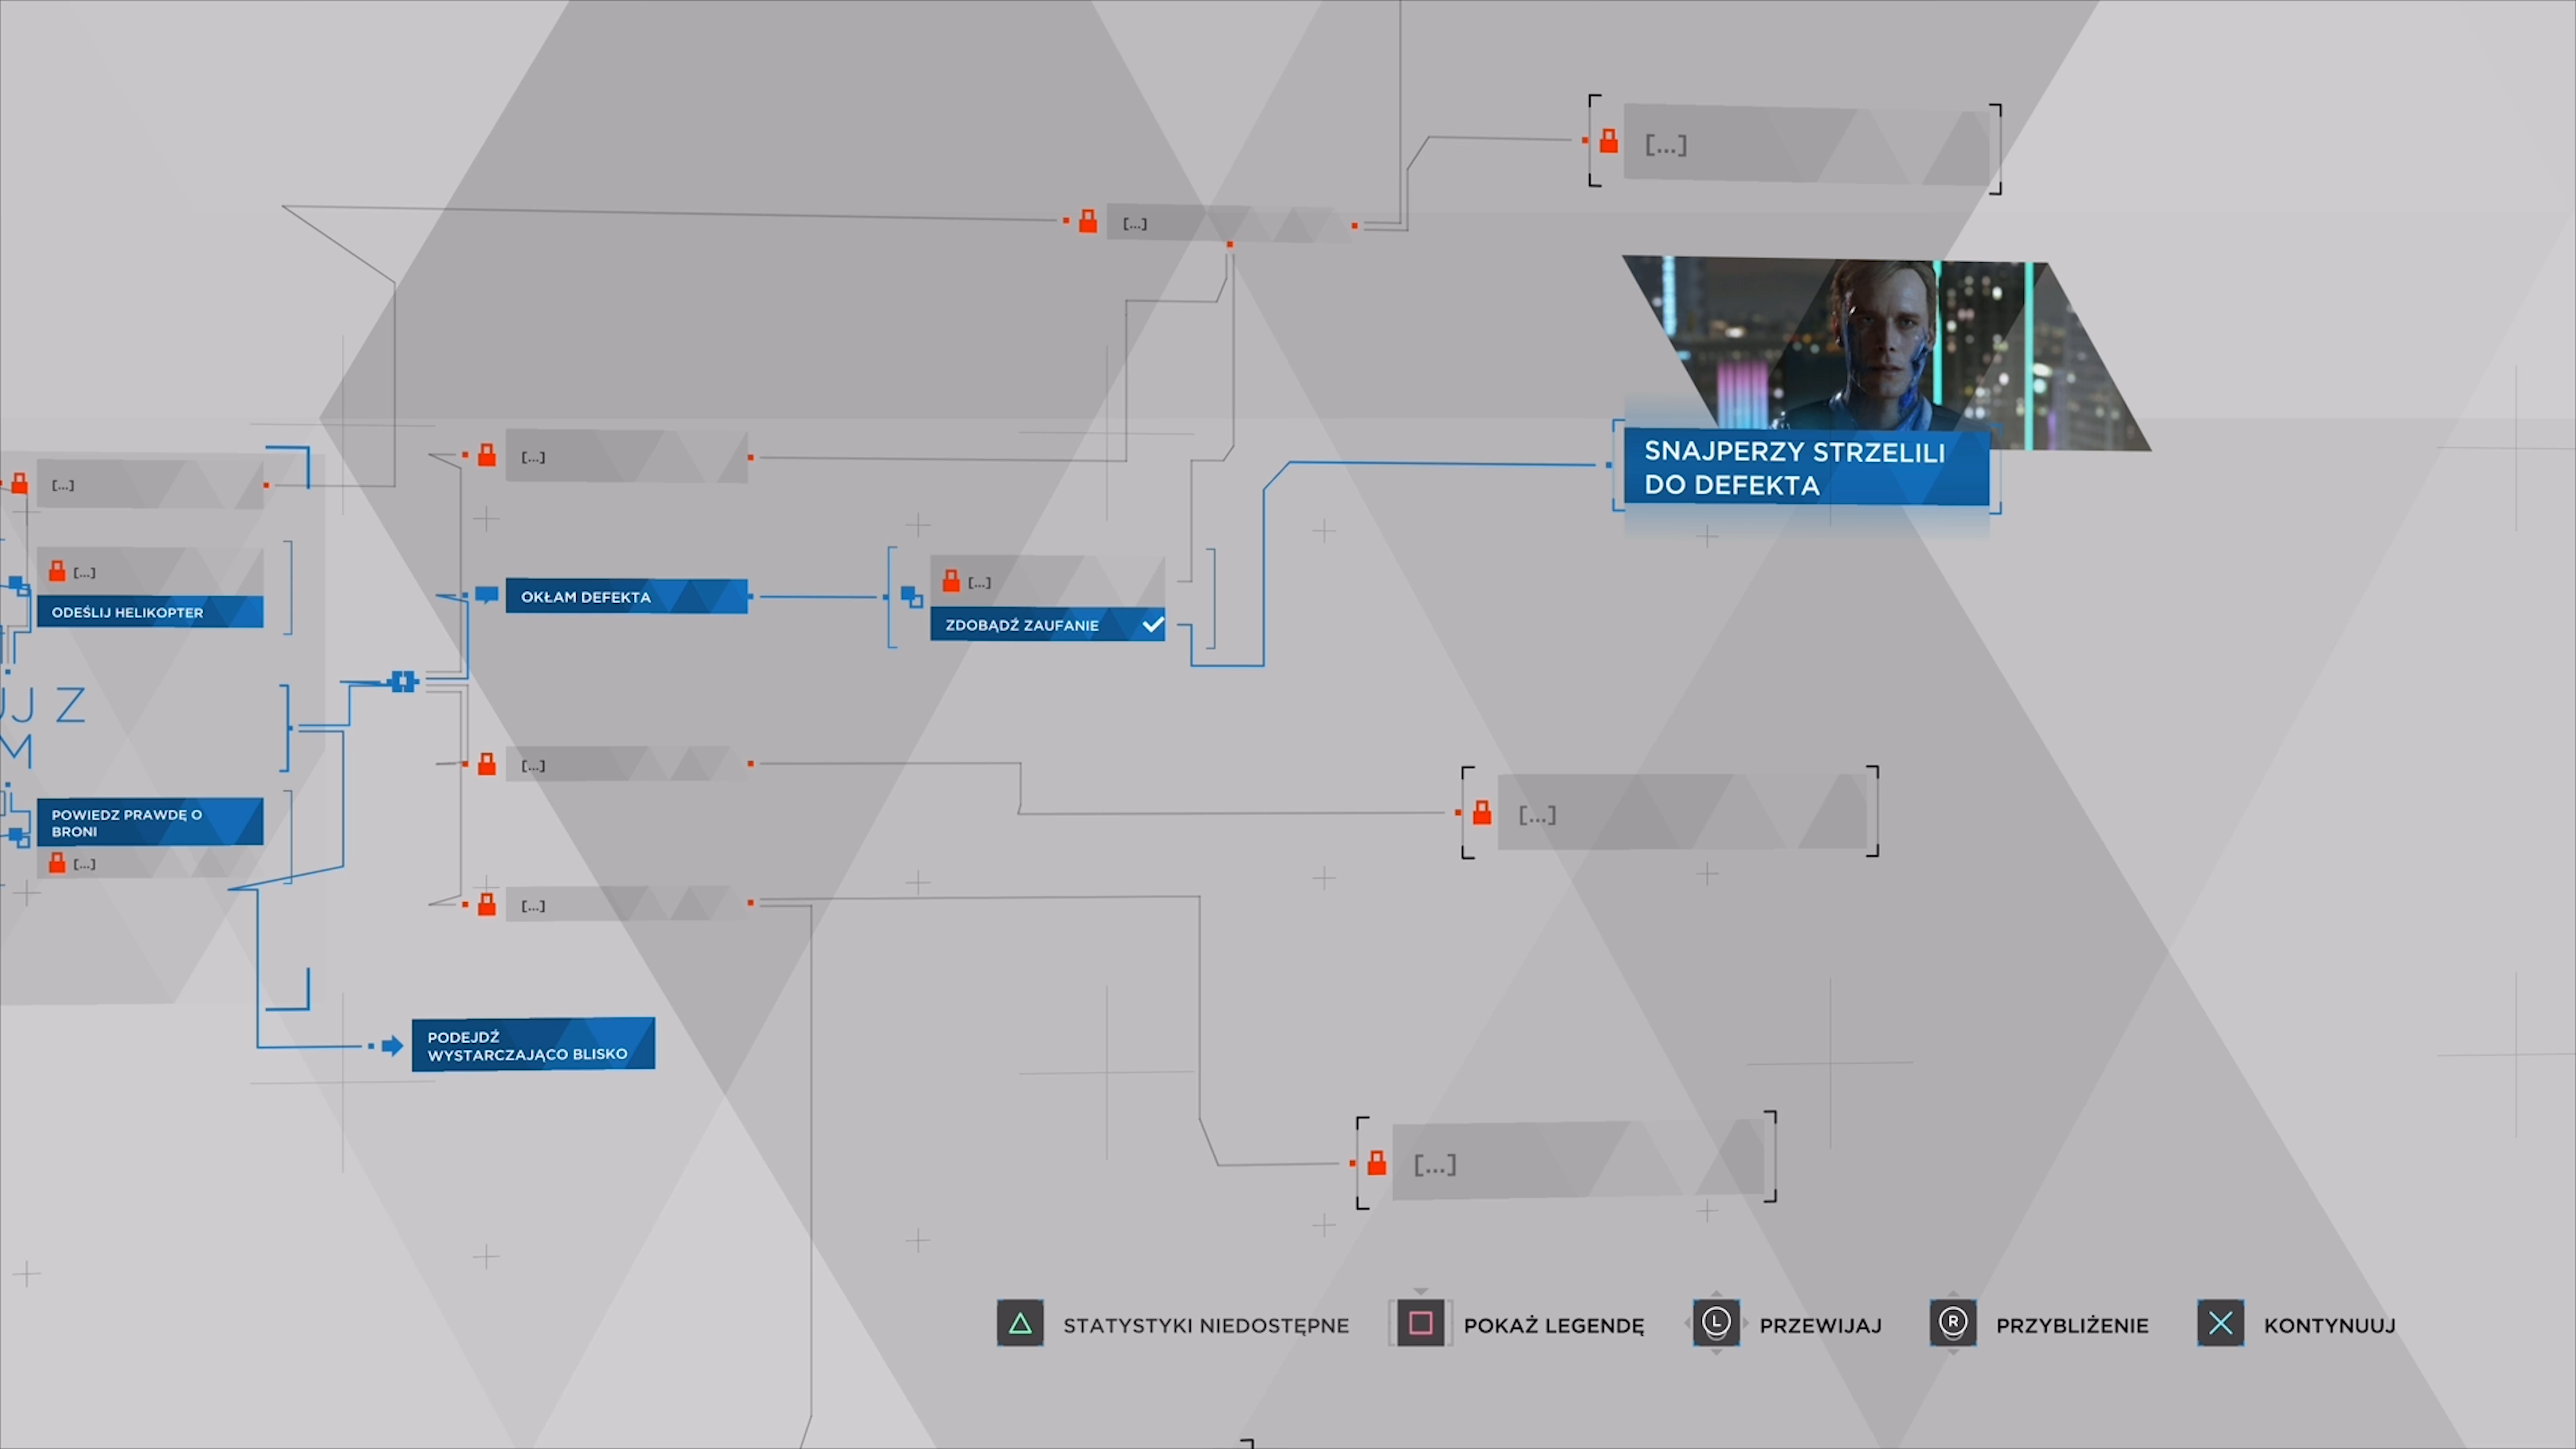 [...]
[...]
SNAJPERZY STRZELILI
DO DEFEKTA
[...]
[...]
[...]
ODEŚLIJ HELIKOPTER
OKŁAM DEFEKTA
[...]
ZDOBĄDŹ ZAUFANIE
UJ Z
M
[...]
[...]
POWIEDZ PRAWDĘ O
BRONI
[...]
[...]
PODEJDŹ
WYSTARCZAJĄCO BLISKO
[...]
STATYSTYKI NIEDOSTĘPNE
POKAŻ LEGENDĘ
L PRZEWIJAJ
R PRZYBLIŻENIE
KONTYNUUJ